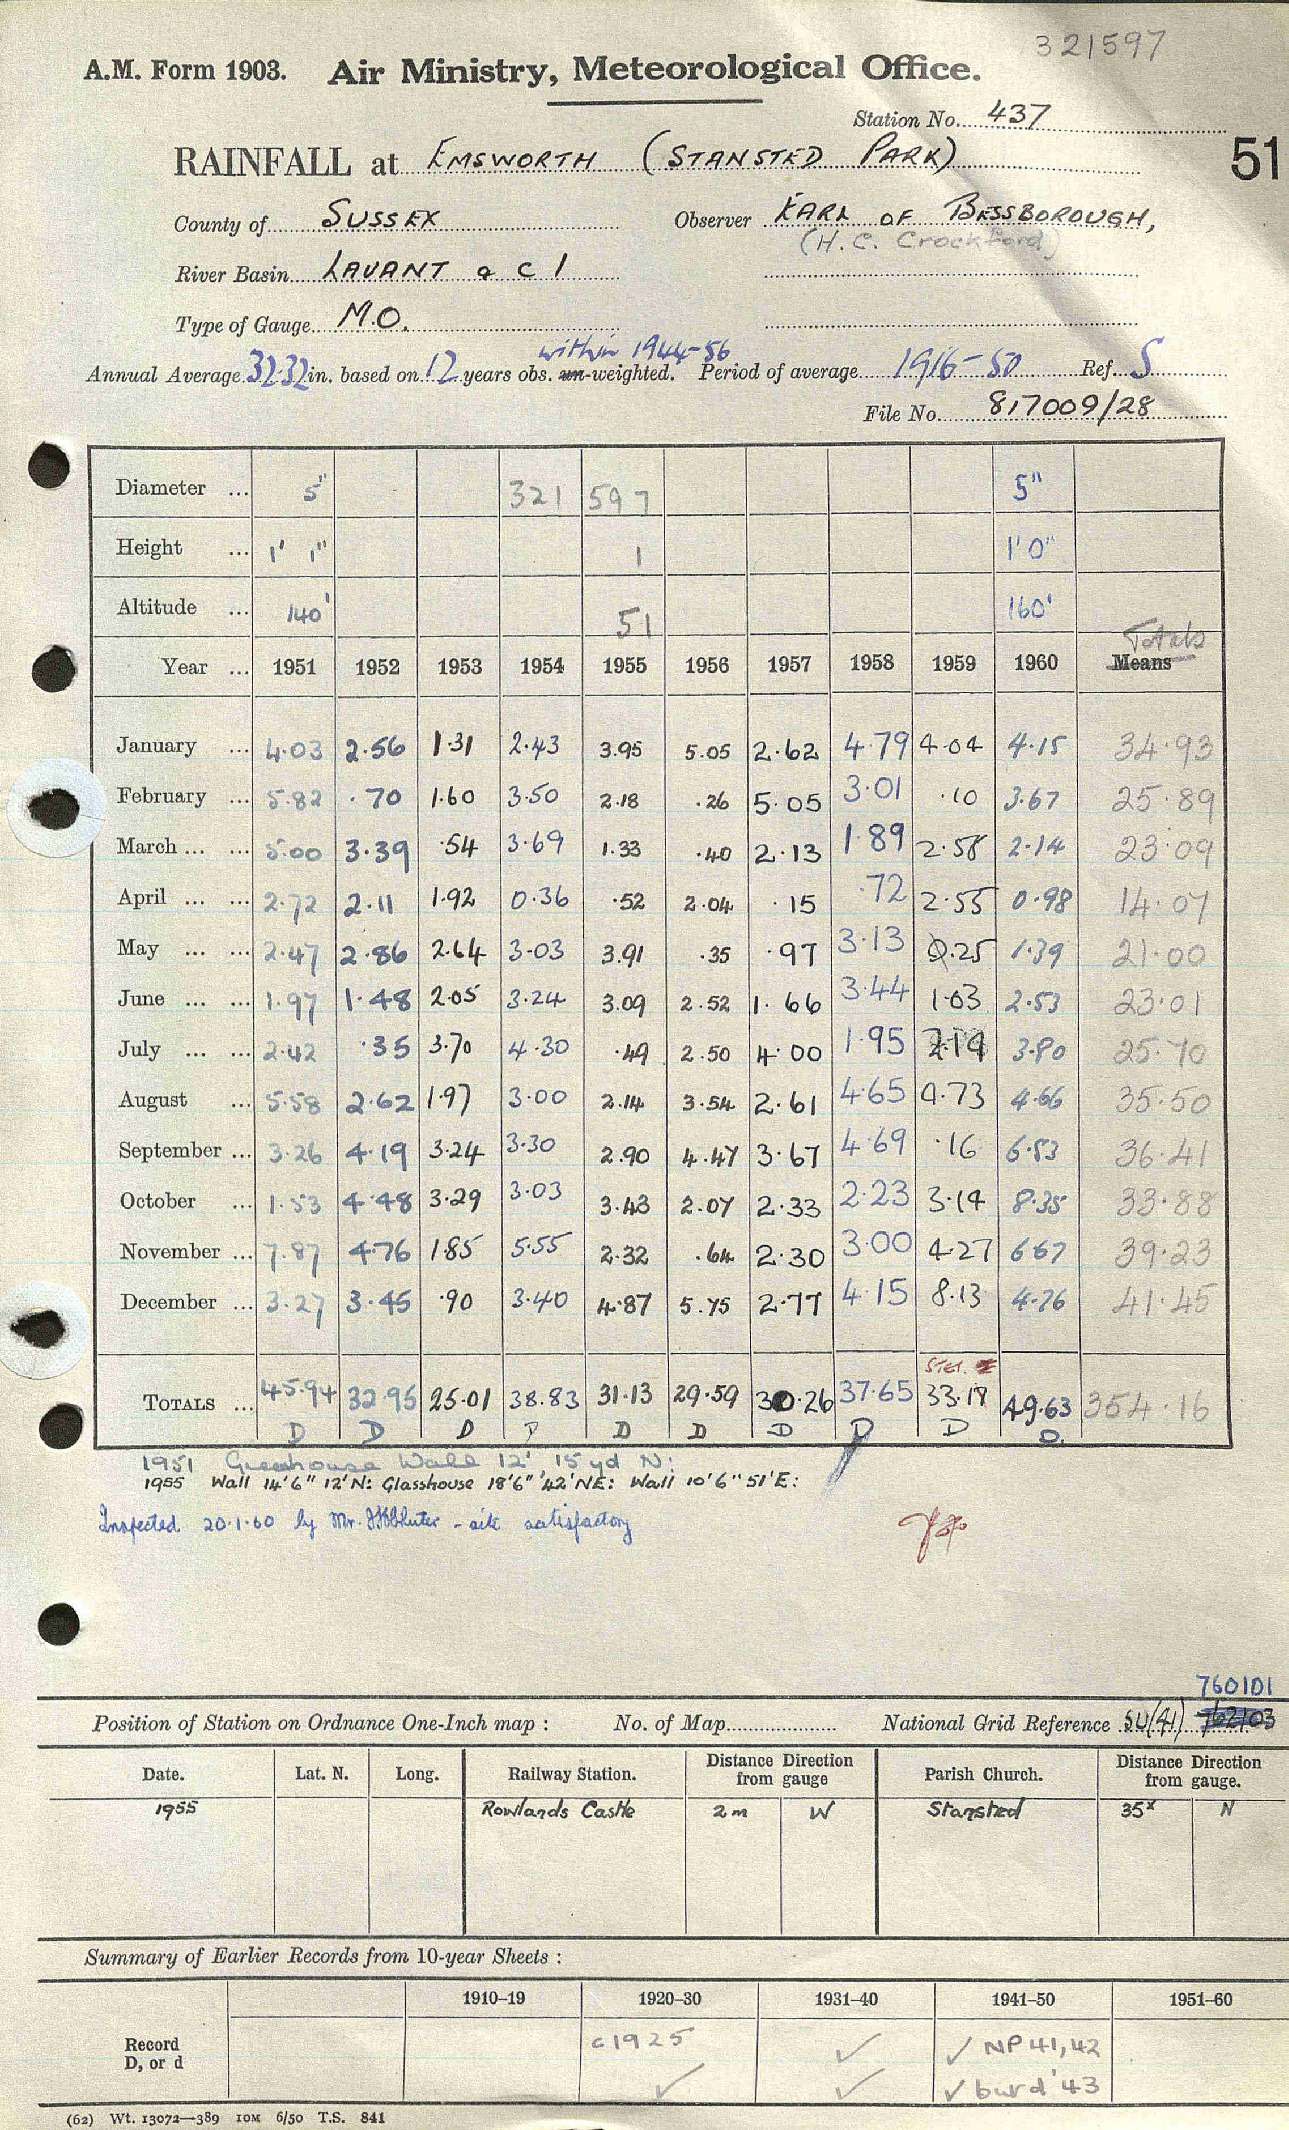 321597
A.M. Form 1903. Air Ministry, Meteorological Office.
Station No. 437
RAINFALL at EMSWORTH (STANSTED PARK)
51
County of SUSSEX Observer EARL OF BESSBOROUGH,
(H.C. Crockford)
River Basin LAVANT & C 1
Type of Gauge M.O.
within 1944-56
Annual Average 32.32 in. based on 12 years obs. un-weighted. Period of average 1916-50 Ref. S
File No. 817009/28
Diameter ... 5" 321 597 5"
Height ... 1' 1" 1 1' 0"
Altitude ... 140' 51 160'
Totals
Year ... 1951 1952 1953 1954 1955 1956 1957 1958 1959 1960 Means
January ... 4.03 2.56 1.31 2.43 3.95 5.05 2.62 4.79 4.04 4.15 34.93
February ... 5.82 .70 1.60 3.50 2.18 .26 5.05 3.01 .10 3.67 25.89
March ... ... 5.00 3.39 .54 3.69 1.33 .40 2.13 1.89 2.58 2.14 23.09
April ... ... 2.72 2.11 1.92 0.36 .52 2.04 .15 .72 2.55 0.98 14.07
May ... ... 2.47 2.86 2.64 3.03 3.91 .35 .97 3.13 0.25 1.39 21.00
June ... ... 1.97 1.48 2.05 3.24 3.09 2.52 1.66 3.44 1.03 2.53 23.01
July ... ... 2.42 .35 3.70 4.30 .49 2.50 4.00 1.95 2.19 3.80 25.70
August ... 5.58 2.62 1.97 3.00 2.14 3.54 2.61 4.65 4.73 4.66 35.50
September ... 3.26 4.19 3.24 3.30 2.90 4.47 3.67 4.69 .16 6.53 36.41
October ... 1.53 4.48 3.29 3.03 3.43 2.07 2.33 2.23 3.14 8.35 33.88
November ... 7.87 4.76 1.85 5.55 2.32 .64 2.30 3.00 4.27 6.67 39.23
December ... 3.27 3.45 .90 3.40 4.87 5.75 2.77 4.15 8.13 4.76 41.45
STET.
TOTALS ... 45.94 32.95 25.01 38.83 31.13 29.59 30.26 37.65 33.17 49.63 354.16
D D D D D D D D D D.
1951 Greenhouse Wall 12', 15 yd N:
1955 Wall 14'6" 12'N: Glasshouse 18'6" 42'NE: Wall 10'6" 51'E:
Inspected 20.1.60 by Mr. - site satisfactory
760101
Position of Station on Ordnance One-Inch map : No. of Map National Grid Reference SU(41) 762103
Date. Lat. N. Long. Railway Station. Distance Direction from gauge Parish Church. Distance Direction from gauge.
1955 Rowlands Castle 2m W Stansted 35x N
Summary of Earlier Records from 10-year Sheets :
1910–19 1920–30 1931–40 1941–50 1951–60
Record c1925 ✓ ✓ NP 41, 42
D, or d ✓ ✓ ✓ burd '43
(62) Wt. 13072—389 10M 6/50 T.S. 841